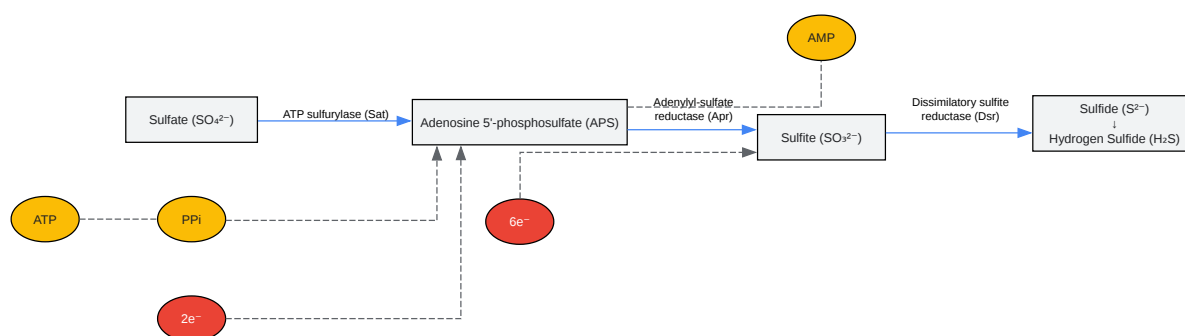 AMP
Sulfate (SO₄²⁻)
ATP sulfurylase (Sat)
Adenosine 5'-phosphosulfate (APS)
Adenylyl-sulfate
reductase (Apr)
Sulfite (SO₃²⁻)
Dissimilatory sulfite
reductase (Dsr)
Sulfide (S²⁻)
↓
Hydrogen Sulfide (H₂S)
ATP
PPi
6e⁻
2e⁻